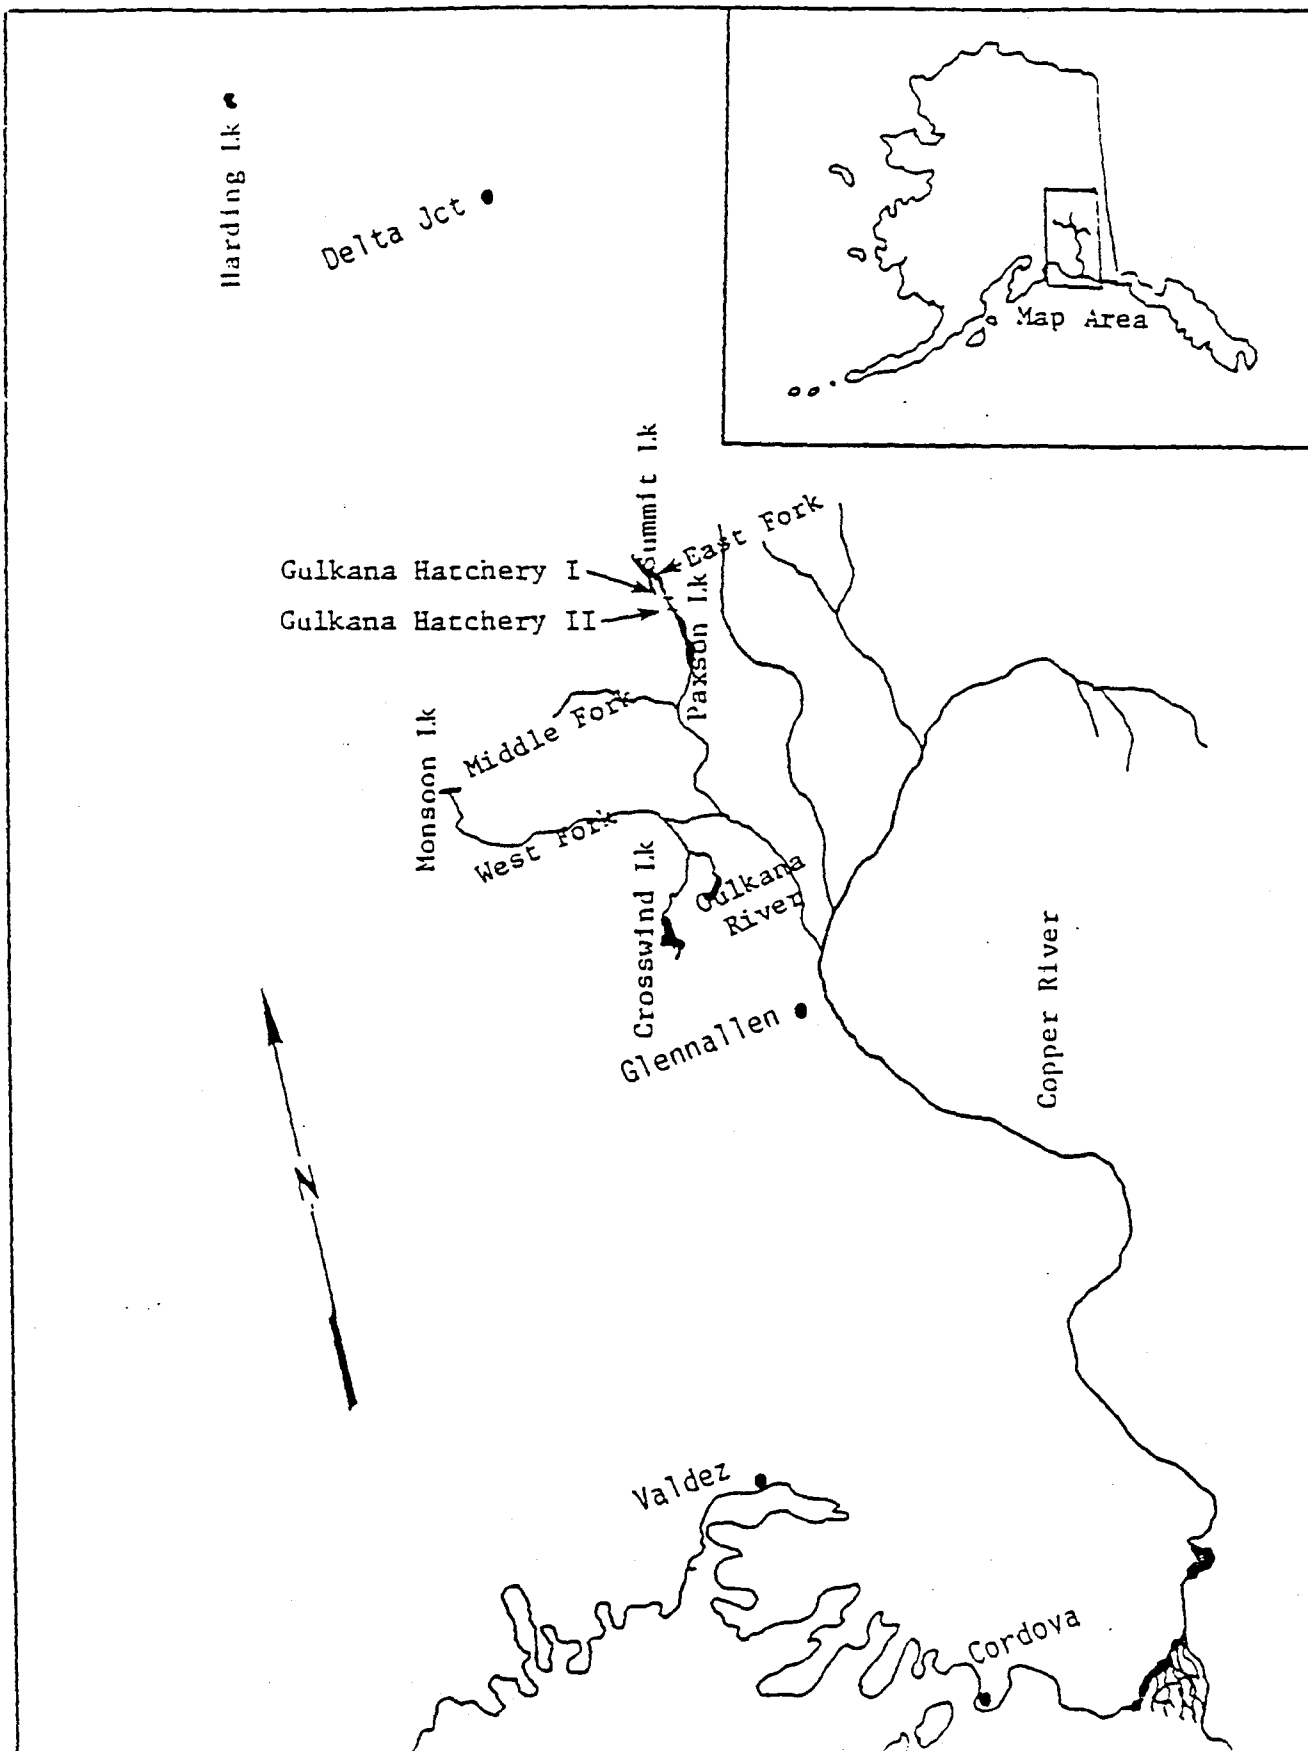 Harding Lk
Delta Jct
Map Area
Summit Lk
East Fork
Gulkana Hatchery I
Gulkana Hatchery II
Paxson Lk
Middle Fork
Monsoon Lk
West Fork
Crosswind Lk
Gulkana
River
Glennallen
Copper River
N
Valdez
Cordova